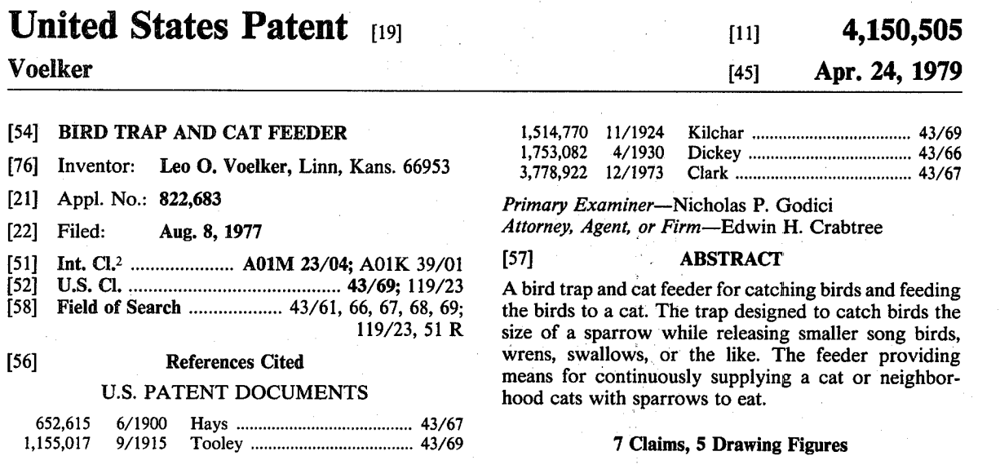 United States Patent [19]
[11] 4,150,505
Voelker
[45] Apr. 24, 1979
[54] BIRD TRAP AND CAT FEEDER
[76] Inventor: Leo O. Voelker, Linn, Kans. 66953
[21] Appl. No.: 822,683
[22] Filed: Aug. 8, 1977
[51] Int. Cl.² ..................... A01M 23/04; A01K 39/01
[52] U.S. Cl. ........................................ 43/69; 119/23
[58] Field of Search ................... 43/61, 66, 67, 68, 69;
119/23, 51 R
[56] References Cited
U.S. PATENT DOCUMENTS
652,615 6/1900 Hays ....................................... 43/67
1,155,017 9/1915 Tooley .................................... 43/69
1,514,770 11/1924 Kilchar ................................... 43/69
1,753,082 4/1930 Dickey .................................... 43/66
3,778,922 12/1973 Clark ...................................... 43/67
Primary Examiner—Nicholas P. Godici
Attorney, Agent, or Firm—Edwin H. Crabtree
[57] ABSTRACT
A bird trap and cat feeder for catching birds and feeding
the birds to a cat. The trap designed to catch birds the
size of a sparrow while releasing smaller song birds,
wrens, swallows, or the like. The feeder providing
means for continuously supplying a cat or neighbor-
hood cats with sparrows to eat.
7 Claims, 5 Drawing Figures